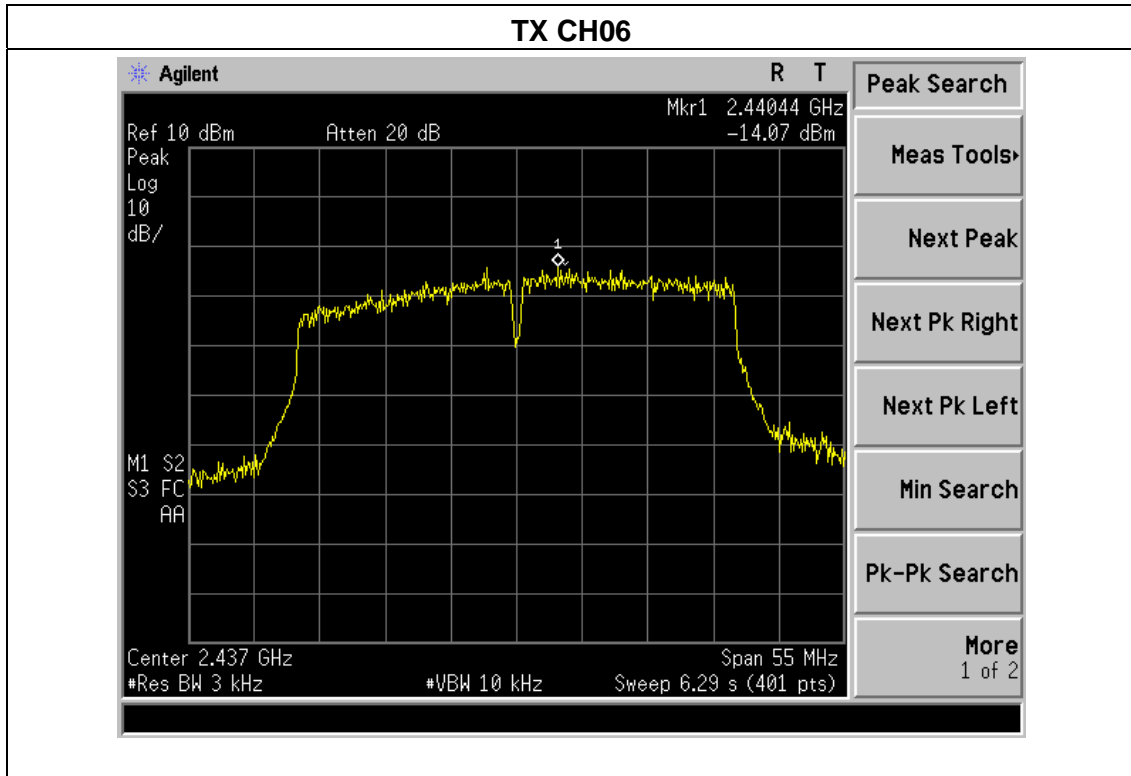 TX CH06
Agilent R T
Mkr1 2.44044 GHz
Ref 10 dBm Atten 20 dB -14.07 dBm
Peak
Log
10
dB/
1
M1 S2
S3 FC
AA
Center 2.437 GHz Span 55 MHz
#Res BW 3 kHz #VBW 10 kHz Sweep 6.29 s (401 pts)
Peak Search
Meas Tools
Next Peak
Next Pk Right
Next Pk Left
Min Search
Pk-Pk Search
More
1 of 2